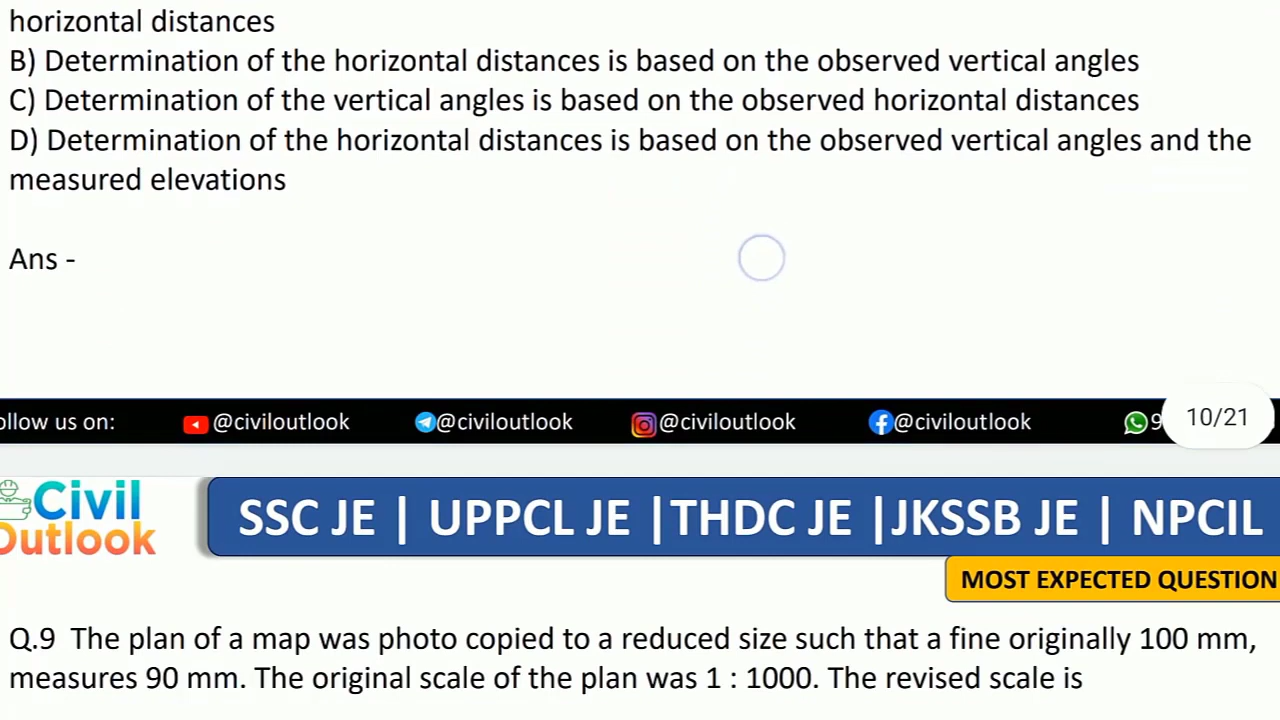 horizontal distances
B) Determination of the horizontal distances is based on the observed vertical angles
C) Determination of the vertical angles is based on the observed horizontal distances
D) Determination of the horizontal distances is based on the observed vertical angles and the
measured elevations
Ans -
ollow us on: @civiloutlook @civiloutlook @civiloutlook @civiloutlook 9
10/21
Civil
Outlook
SSC JE | UPPCL JE |THDC JE |JKSSB JE | NPCIL
MOST EXPECTED QUESTION
Q.9 The plan of a map was photo copied to a reduced size such that a fine originally 100 mm,
measures 90 mm. The original scale of the plan was 1 : 1000. The revised scale is